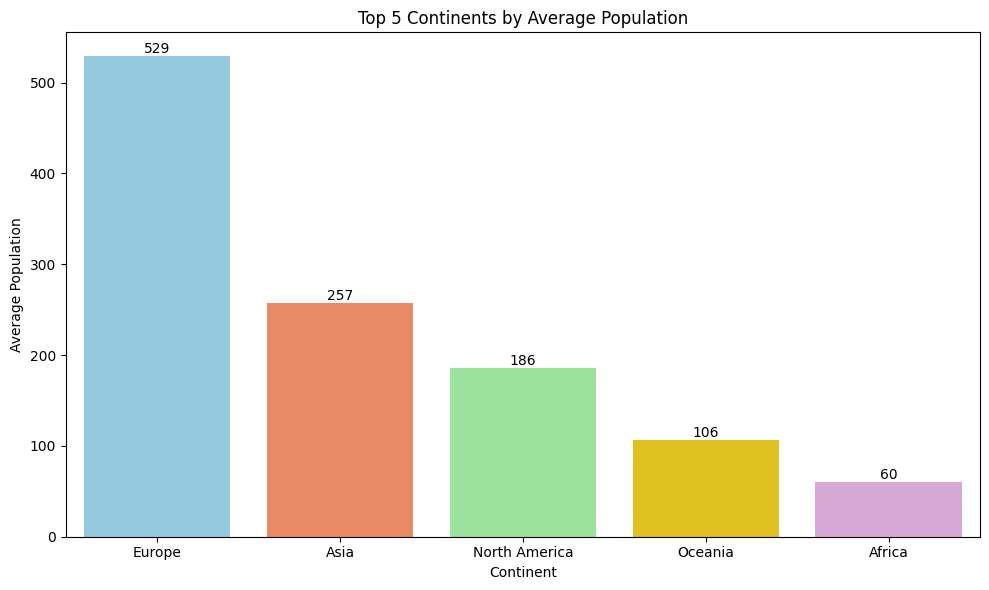 Top 5 Continents by Average Population
Average Population
500
400
300
200
100
0
529
257
186
106
60
Europe
Asia
North America
Oceania
Africa
Continent